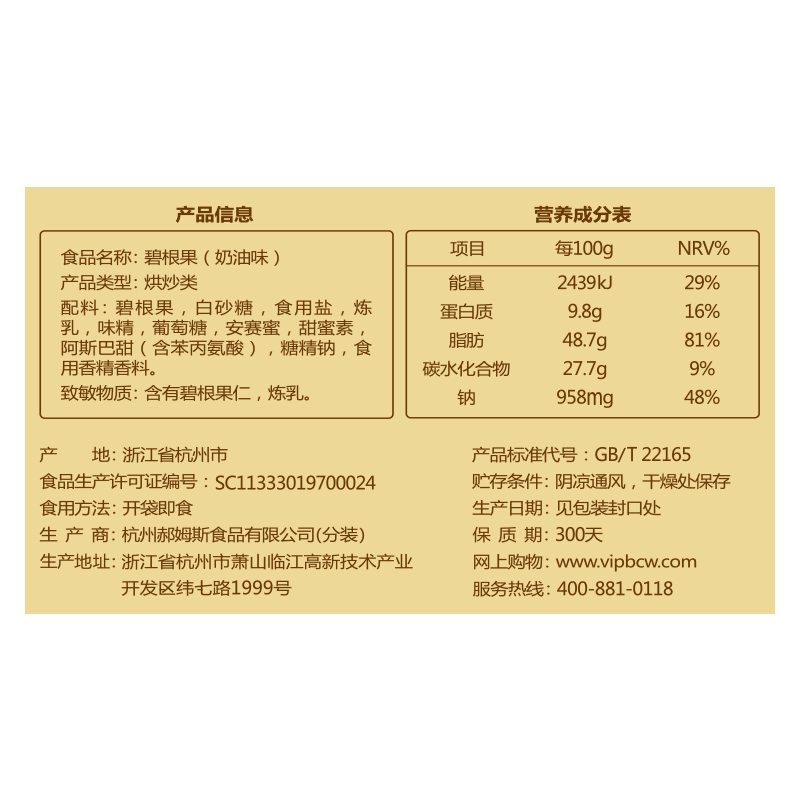 产品信息
食品名称: 碧根果（奶油味）
产品类型: 烘炒类
配料: 碧根果，白砂糖，食用盐，炼
乳，味精，葡萄糖，安赛蜜，甜蜜素，
阿斯巴甜（含苯丙氨酸），糖精钠，食
用香精香料。
致敏物质: 含有碧根果仁，炼乳。
营养成分表
项目 每100g NRV%
能量 2439kJ 29%
蛋白质 9.8g 16%
脂肪 48.7g 81%
碳水化合物 27.7g 9%
钠 958mg 48%
产 地: 浙江省杭州市
食品生产许可证编号: SC11333019700024
食用方法: 开袋即食
生 产 商: 杭州郝姆斯食品有限公司(分装)
生产地址: 浙江省杭州市萧山临江高新技术产业
开发区纬七路1999号
产品标准代号: GB/T 22165
贮存条件: 阴凉通风，干燥处保存
生产日期: 见包装封口处
保 质 期: 300天
网上购物: www.vipbcw.com
服务热线: 400-881-0118